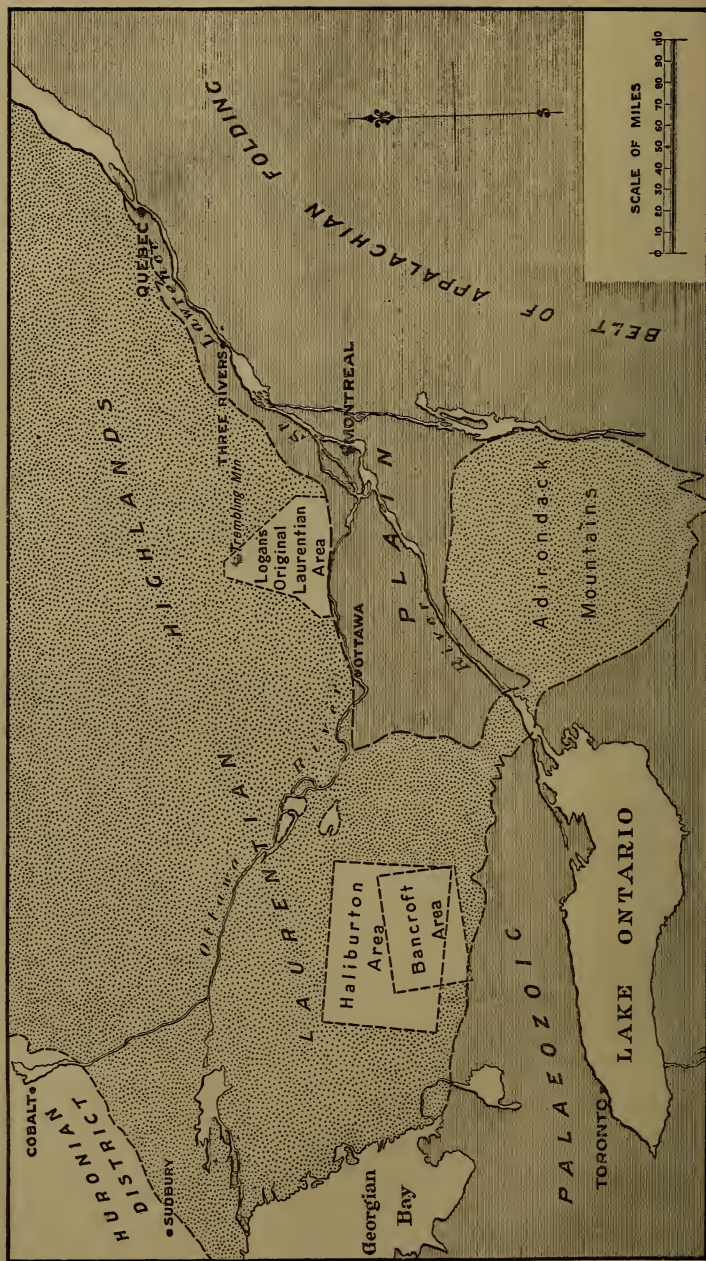 COBALT
HURONIAN
DISTRICT
SUDBURY
Georgian
Bay
LAURENTIAN
HIGHLANDS
Ottawa River
Haliburton
Area
Bancroft
Area
Trembling Mtn.
Logans
Original
Laurentian
Area
OTTAWA
QUEBEC
THREE RIVERS
MONTREAL
St. Lawrence
River
PALAEOZOIC
PLAIN
TORONTO
LAKE ONTARIO
Adirondack
Mountains
BELT OF APPALACHIAN FOLDING
S
SCALE OF MILES
0 10 20 30 40 50 60 70 80 90 100